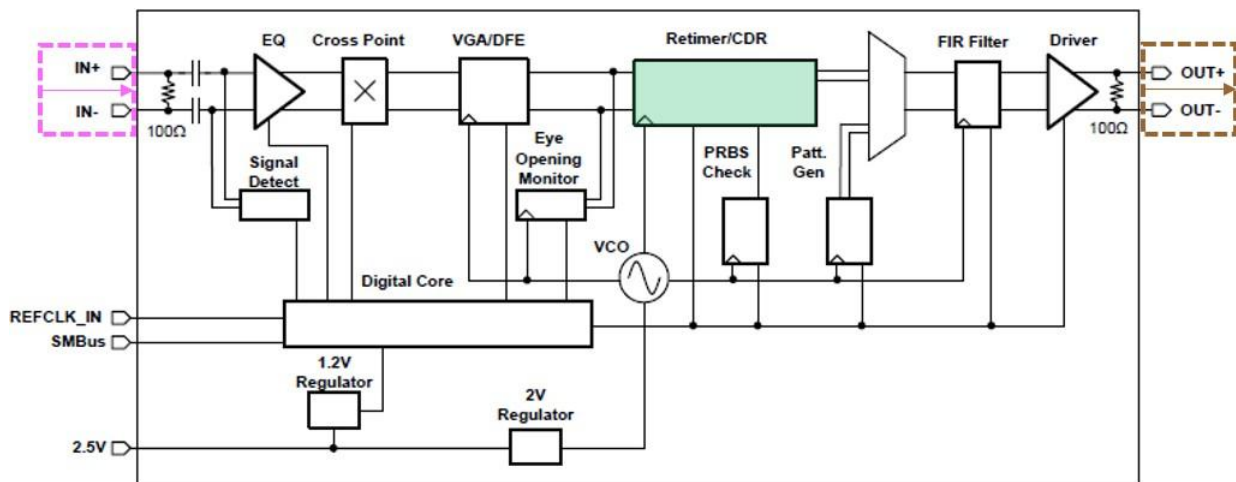 EQ
Cross Point
VGA/DFE
Retimer/CDR
FIR Filter
Driver
IN+
IN-
100Ω
OUT+
OUT-
100Ω
Signal
Detect
Eye
Opening
Monitor
PRBS
Check
Patt.
Gen
VCO
Digital Core
REFCLK_IN
SMBus
1.2V
Regulator
2V
Regulator
2.5V